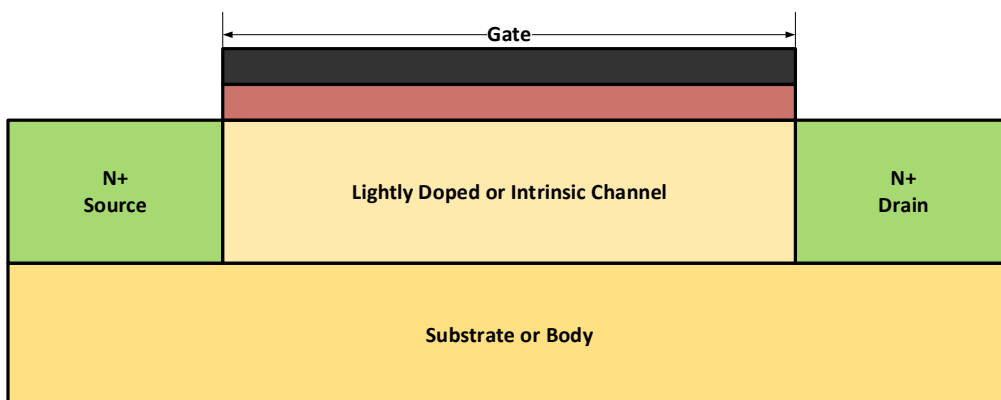 Gate
N+
Source
Lightly Doped or Intrinsic Channel
N+
Drain
Substrate or Body